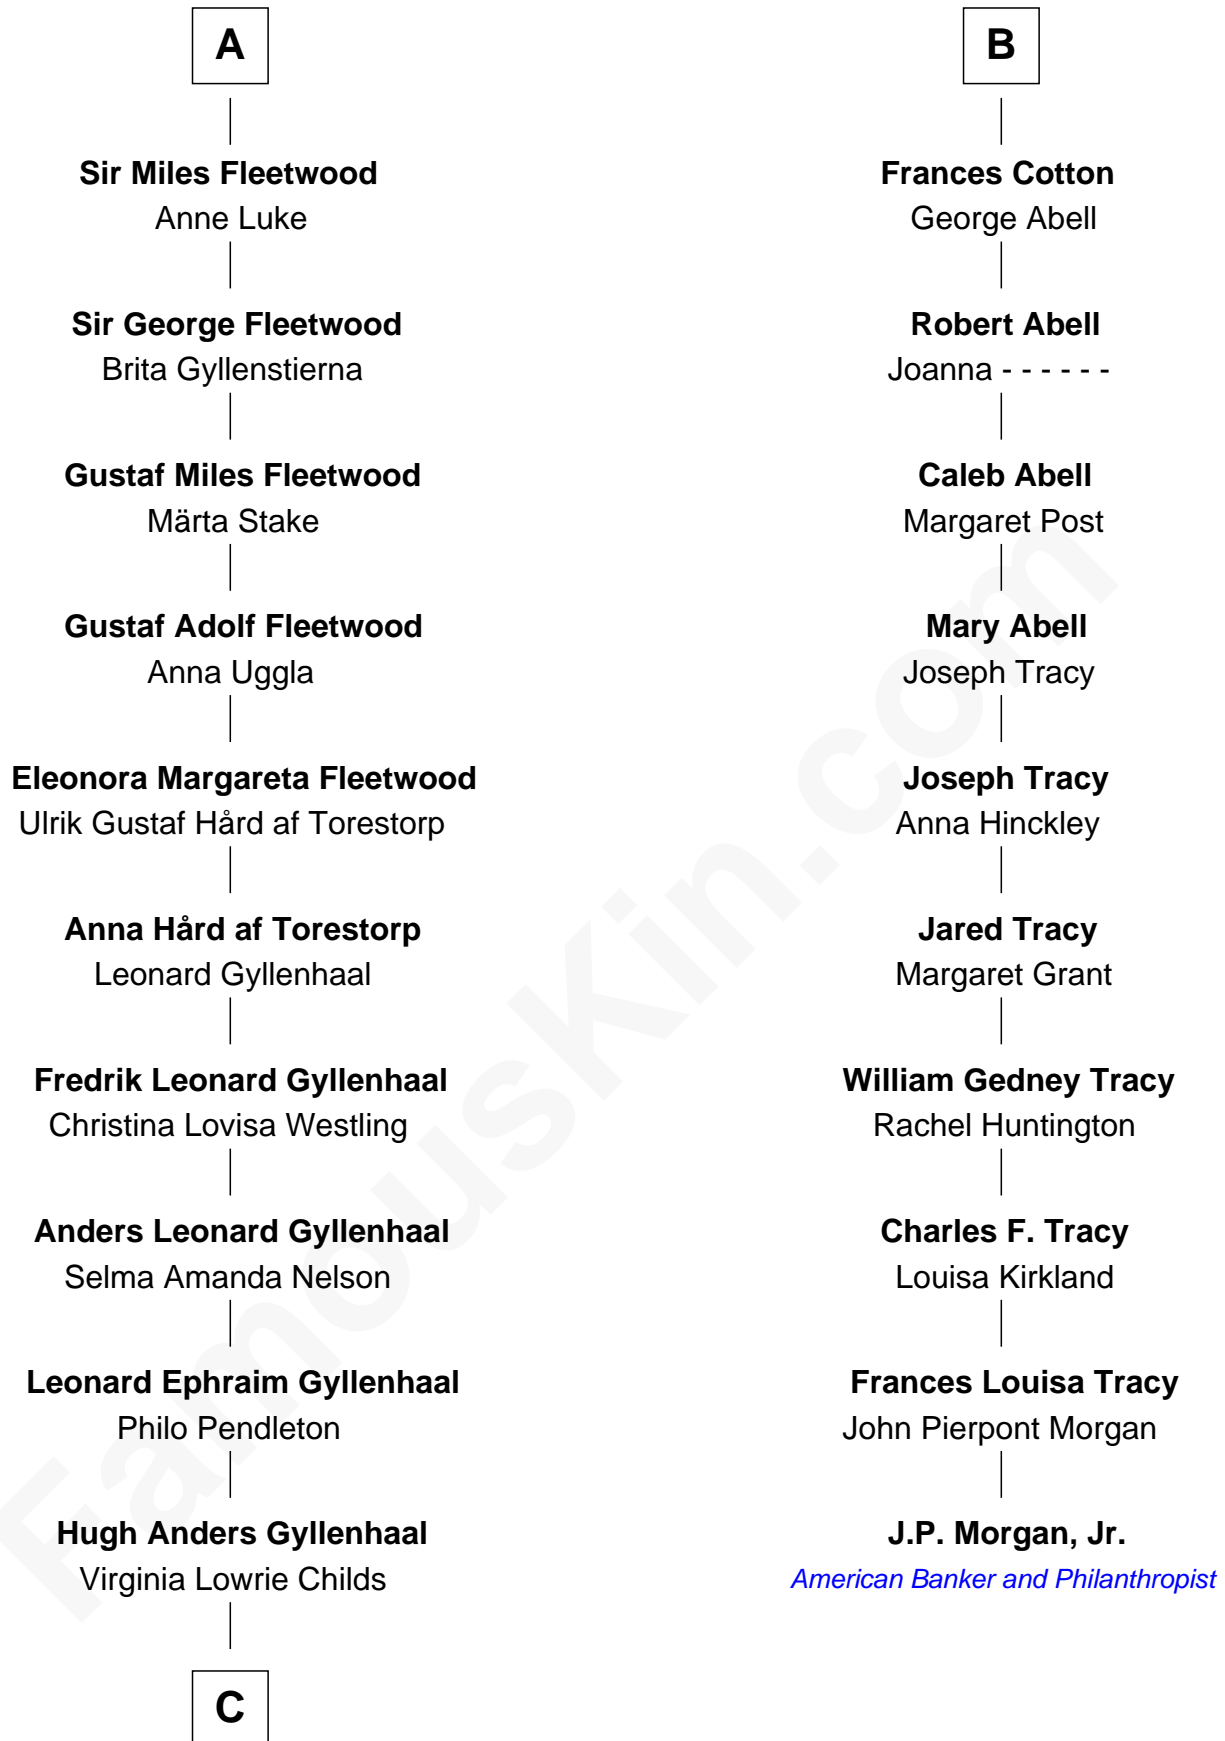 A
Sir Miles Fleetwood
Anne Luke
Sir George Fleetwood
Brita Gyllenstierna
Gustaf Miles Fleetwood
Märta Stake
Gustaf Adolf Fleetwood
Anna Uggla
Eleonora Margareta Fleetwood
Ulrik Gustaf Hård af Torestorp
Anna Hård af Torestorp
Leonard Gyllenhaal
Fredrik Leonard Gyllenhaal
Christina Lovisa Westling
Anders Leonard Gyllenhaal
Selma Amanda Nelson
Leonard Ephraim Gyllenhaal
Philo Pendleton
Hugh Anders Gyllenhaal
Virginia Lowrie Childs
C
B
Frances Cotton
George Abell
Robert Abell
Joanna - - - - - -
Caleb Abell
Margaret Post
Mary Abell
Joseph Tracy
Joseph Tracy
Anna Hinckley
Jared Tracy
Margaret Grant
William Gedney Tracy
Rachel Huntington
Charles F. Tracy
Louisa Kirkland
Frances Louisa Tracy
John Pierpont Morgan
J.P. Morgan, Jr.
American Banker and Philanthropist
FamousKin.com